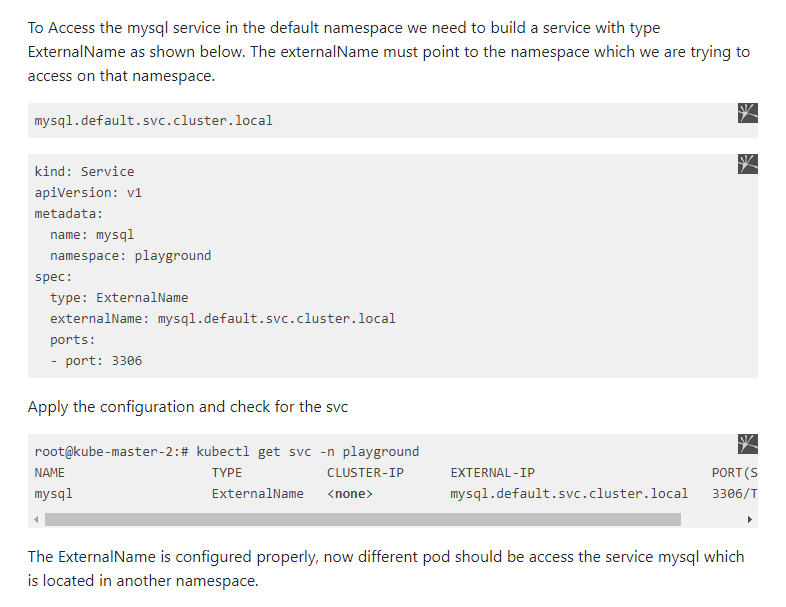 To Access the mysql service in the default namespace we need to build a service with type
ExternalName as shown below. The externalName must point to the namespace which we are trying to
access on that namespace.
mysql.default.svc.cluster.local
kind: Service
apiVersion: v1
metadata:
  name: mysql
  namespace: playground
spec:
  type: ExternalName
  externalName: mysql.default.svc.cluster.local
  ports:
  - port: 3306
Apply the configuration and check for the svc
root@kube-master-2:# kubectl get svc -n playground
NAME TYPE CLUSTER-IP EXTERNAL-IP PORT(S
mysql ExternalName <none> mysql.default.svc.cluster.local 3306/T
The ExternalName is configured properly, now different pod should be access the service mysql which
is located in another namespace.